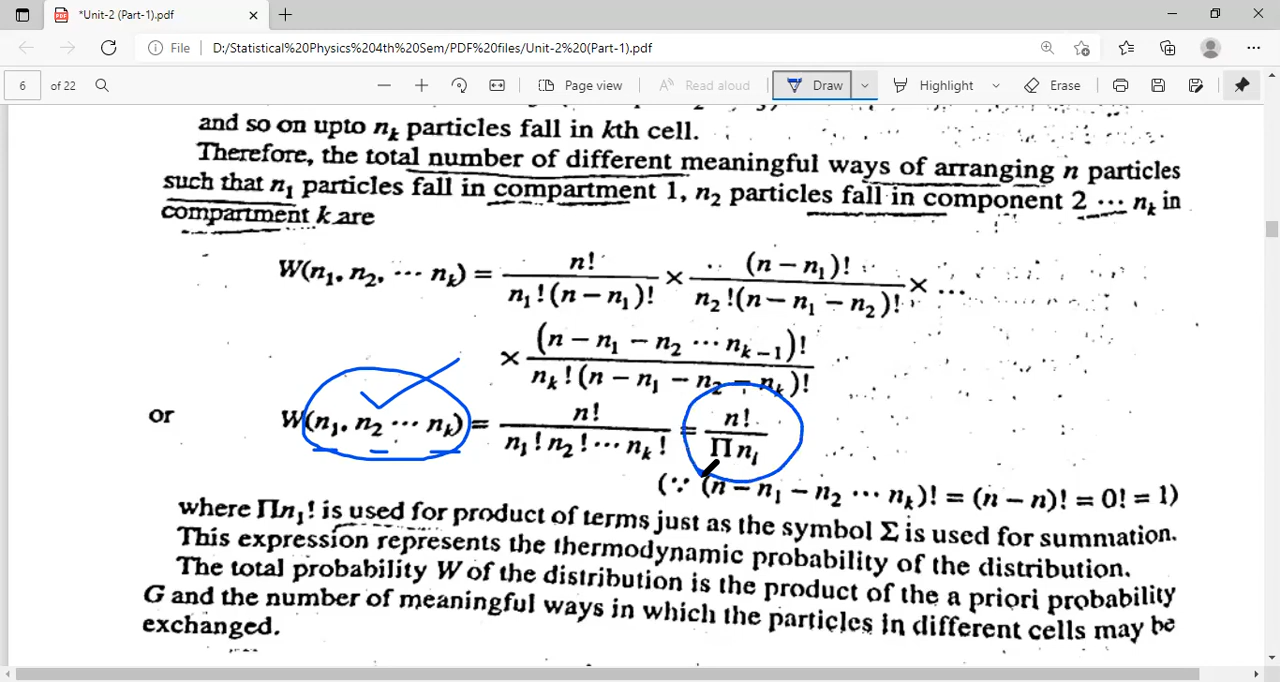 *Unit-2 (Part-1).pdf
File D:/Statistical%20Physics%204th%20Sem/PDF%20files/Unit-2%20(Part-1).pdf
6 of 22 Page view Read aloud Draw Highlight Erase
and so on upto nₖ particles fall in kth cell.
Therefore, the total number of different meaningful ways of arranging n particles
such that n₁ particles fall in compartment 1, n₂ particles fall in component 2 ... nₖ in
compartment k are
W(n₁, n₂, ... nₖ) = n! / n₁!(n − n₁)! × (n − n₁)! / n₂!(n − n₁ − n₂)! × ...
× (n − n₁ − n₂ ... nₖ₋₁)! / nₖ!(n − n₁ − n₂ − nₖ)!
or W(n₁, n₂ ... nₖ) = n! / n₁! n₂! ... nₖ! = n! / Π nᵢ
(∵ (n − n₁ − n₂ ... nₖ)! = (n − n)! = 0! = 1)
where Πn₁! is used for product of terms just as the symbol Σ is used for summation.
This expression represents the thermodynamic probability of the distribution.
The total probability W of the distribution is the product of the a priori probability
G and the number of meaningful ways in which the particles in different cells may be
exchanged.